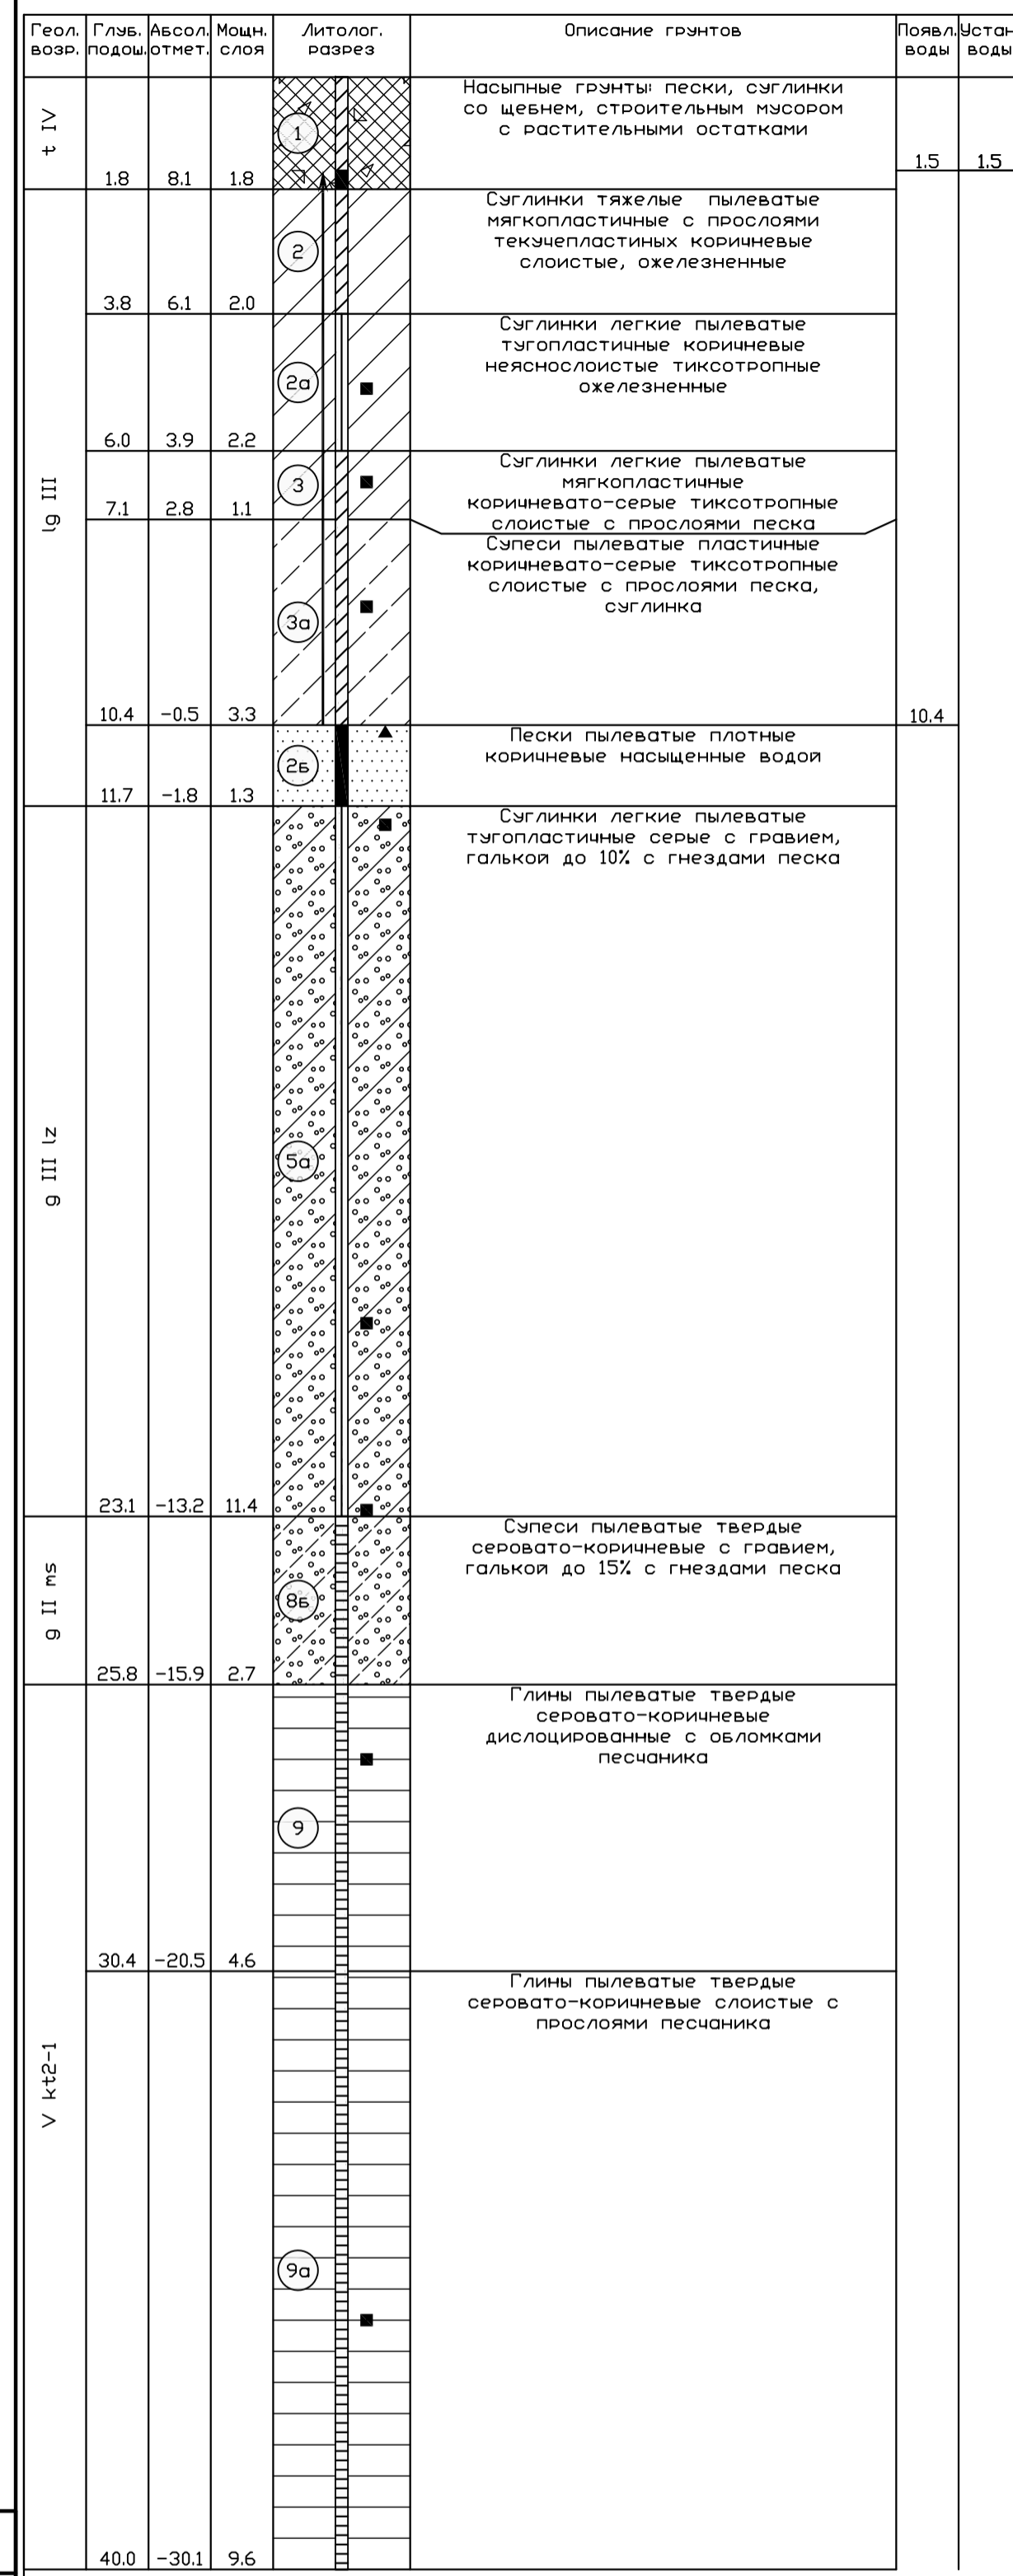 Геол. возр.
Глуб. подош.
Абсол. отмет.
Мощн. слоя
Литолог. разрез
Описание грунтов
Появл. воды
Устан. воды
t IV
1
Насыпные грунты: пески, суглинки
со щебнем, строительным мусором
с растительными остатками
1.5 1.5
1.8 8.1 1.8
lg III
2
Суглинки тяжелые пылеватые
мягкопластичные с прослоями
текучепластиных коричневые
слоистые, ожелезненные
3.8 6.1 2.0
2а
Суглинки легкие пылеватые
тугопластичные коричневые
неяснослоистые тиксотропные
ожелезненные
6.0 3.9 2.2
3
Суглинки легкие пылеватые
мягкопластичные
коричневато-серые тиксотропные
слоистые с прослоями песка
7.1 2.8 1.1
3а
Супеси пылеватые пластичные
коричневато-серые тиксотропные
слоистые с прослоями песка,
суглинка
10.4 -0.5 3.3
10.4
2б
Пески пылеватые плотные
коричневые насыщенные водой
11.7 -1.8 1.3
g III lz
5а
Суглинки легкие пылеватые
тугопластичные серые с гравием,
галькой до 10% с гнездами песка
23.1 -13.2 11.4
g II ms
8б
Супеси пылеватые твердые
серовато-коричневые с гравием,
галькой до 15% с гнездами песка
25.8 -15.9 2.7
V kt2-1
9
Глины пылеватые твердые
серовато-коричневые
дислоцированные с обломками
песчаника
30.4 -20.5 4.6
9а
Глины пылеватые твердые
серовато-коричневые слоистые с
прослоями песчаника
40.0 -30.1 9.6